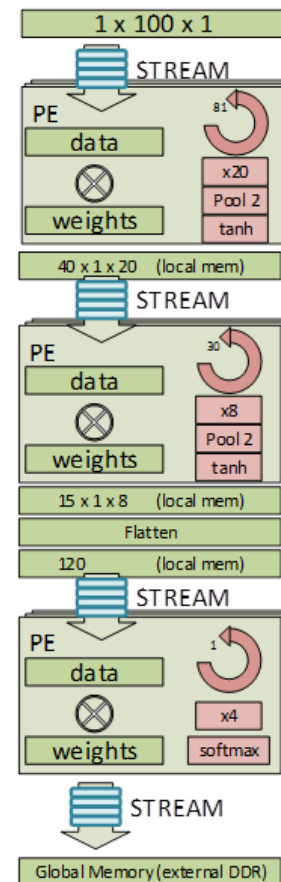 1 x 100 x 1
STREAM
PE
81
data
x20
Pool 2
weights
tanh
40 x 1 x 20 (local mem)
STREAM
PE
30
data
x8
Pool 2
weights
tanh
15 x 1 x 8 (local mem)
Flatten
120 (local mem)
STREAM
PE
1
data
x4
weights
softmax
STREAM
Global Memory (external DDR)